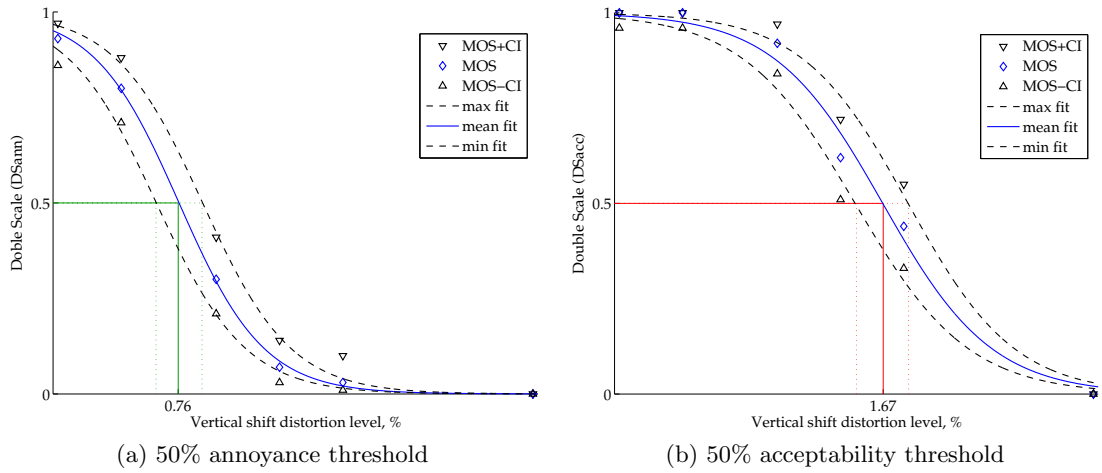 1
0.5
0
Doble Scale (DSann)
MOS+CI
MOS
MOS−CI
max fit
mean fit
min fit
0.76
Vertical shift distortion level, %
(a) 50% annoyance threshold
1
0.5
0
Double Scale (DSacc)
MOS+CI
MOS
MOS−CI
max fit
mean fit
min fit
1.67
Vertical shift distortion level, %
(b) 50% acceptability threshold